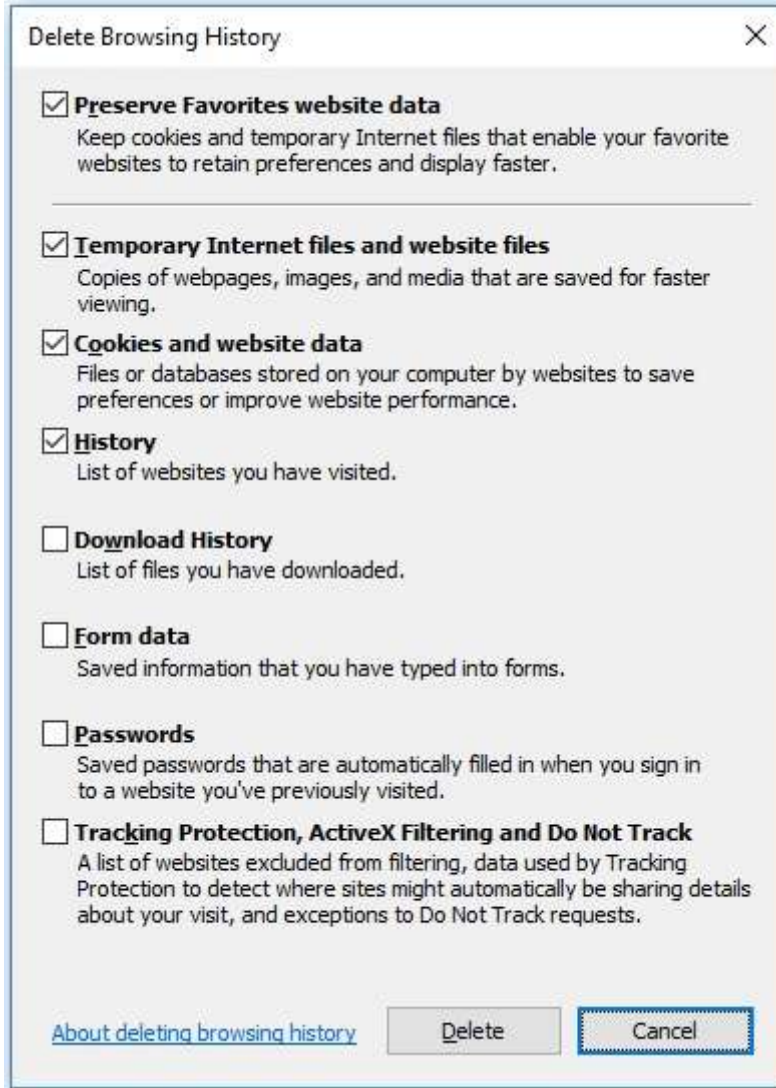 Delete Browsing History
Preserve Favorites website data
Keep cookies and temporary Internet files that enable your favorite
websites to retain preferences and display faster.
Temporary Internet files and website files
Copies of webpages, images, and media that are saved for faster
viewing.
Cookies and website data
Files or databases stored on your computer by websites to save
preferences or improve website performance.
History
List of websites you have visited.
Download History
List of files you have downloaded.
Form data
Saved information that you have typed into forms.
Passwords
Saved passwords that are automatically filled in when you sign in
to a website you've previously visited.
Tracking Protection, ActiveX Filtering and Do Not Track
A list of websites excluded from filtering, data used by Tracking
Protection to detect where sites might automatically be sharing details
about your visit, and exceptions to Do Not Track requests.
About deleting browsing history Delete Cancel